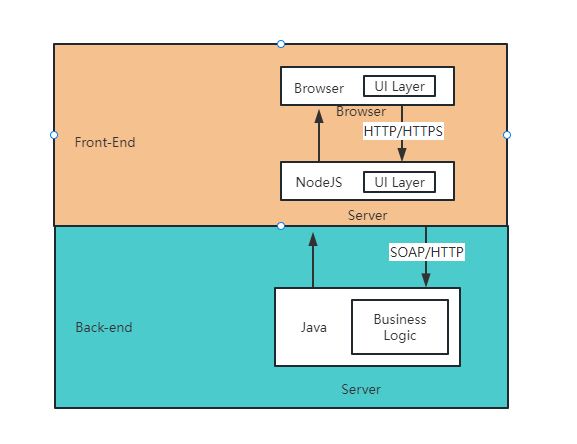 Browser
UI Layer
Browser
HTTP/HTTPS
Front-End
NodeJS
UI Layer
Server
SOAP/HTTP
Java
Business
Logic
Back-end
Server